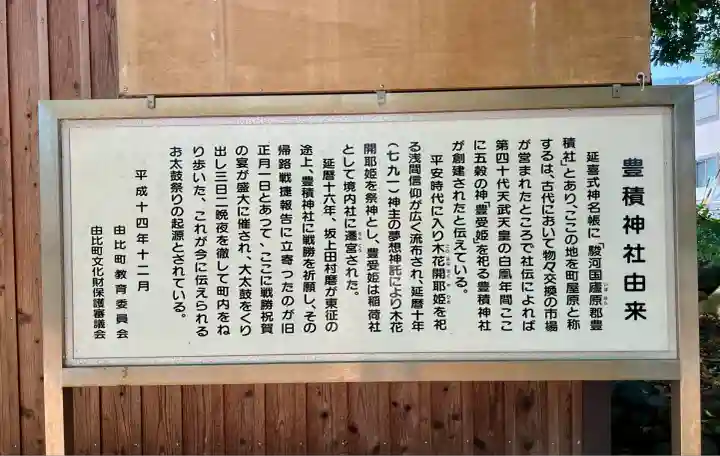 豊積神社由来
延喜式神名帳に「駿河国廬原郡豊
積社」とあり、ここの地を町屋原と称
するは、古代において物々交換の市場
が営まれたところで社伝によれば
第四十代天武天皇の白凰年間ここ
に五穀の神「豊受姫」を祀る豊積神社
が創建されたと伝えている。
平安時代に入り木花開耶姫を祀
る浅間信仰が広く流布され、延暦十年
(七九一)神主の夢想神託により木花
開耶姫を祭神とし、豊受姫は稲荷社
として境内社に遷宮された。
延暦十六年、坂上田村麿が東征の
途上、豊積神社に戦勝を祈願し、その
帰路戦捷報告に立寄ったのが旧
正月一日とあって、ここに戦勝祝賀
の宴が盛大に催され、大太鼓をくり
出し三日二晩夜を徹して町内をね
り歩いた、これが今に伝えられる
お太鼓祭りの起源とされている。
平成十四年十二月
由比町教育委員会
由比町文化財保護審議会